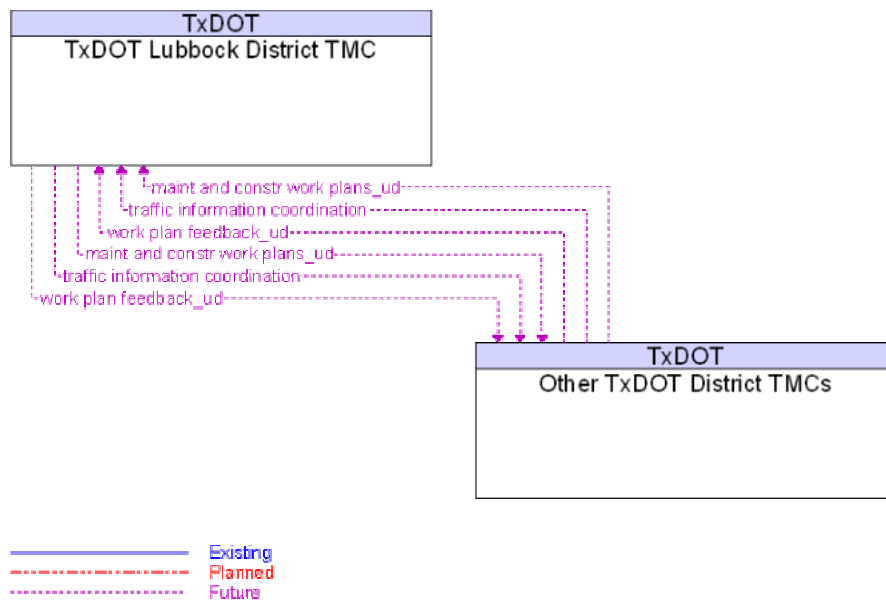 TxDOT
TxDOT Lubbock District TMC
maint and constr work plans_ud
traffic information coordination
work plan feedback_ud
maint and constr work plans_ud
traffic information coordination
work plan feedback_ud
TxDOT
Other TxDOT District TMCs
Existing
Planned
Future